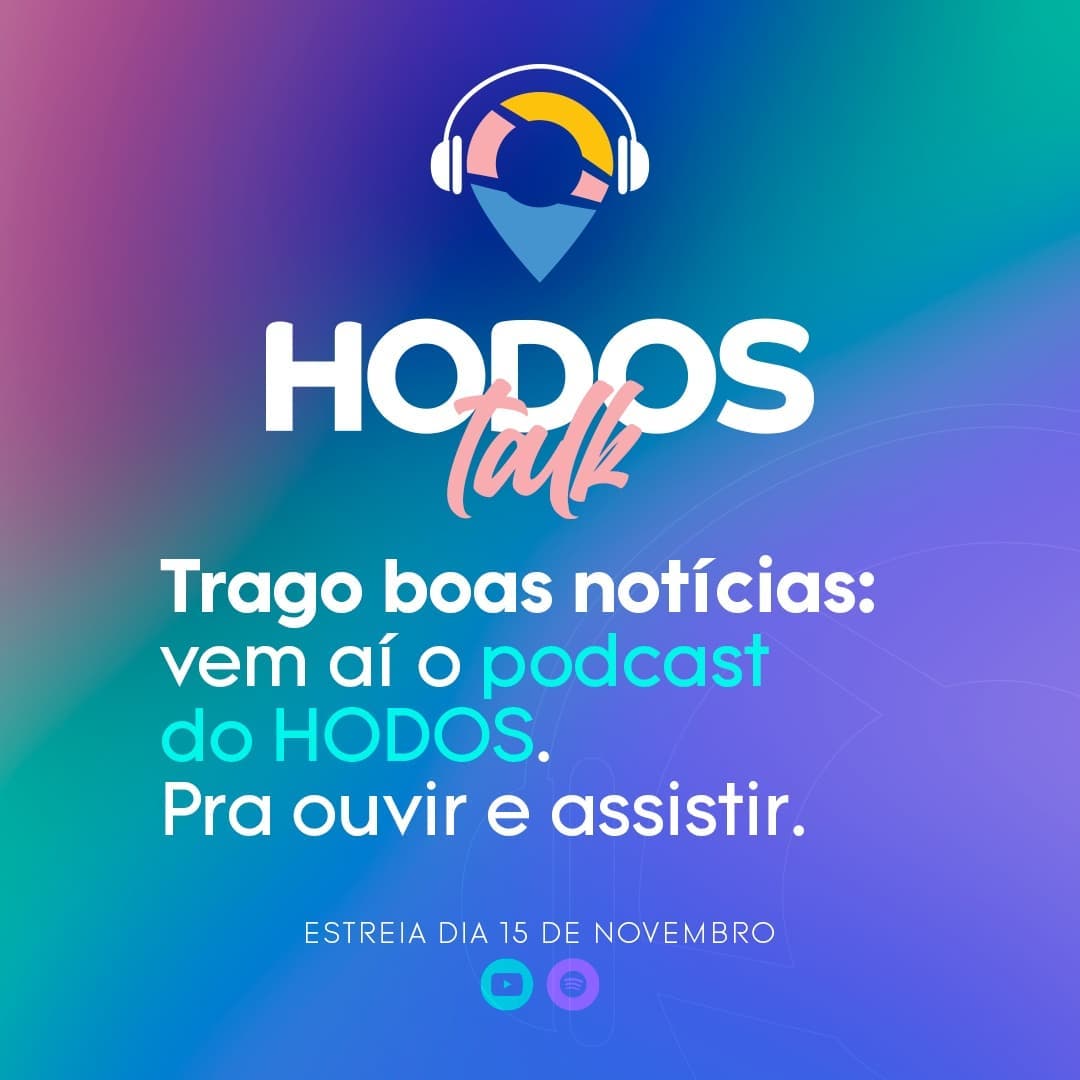 HODOS
talk
Trago boas notícias:
vem aí o podcast
do HODOS.
Pra ouvir e assistir.
ESTREIA DIA 15 DE NOVEMBRO